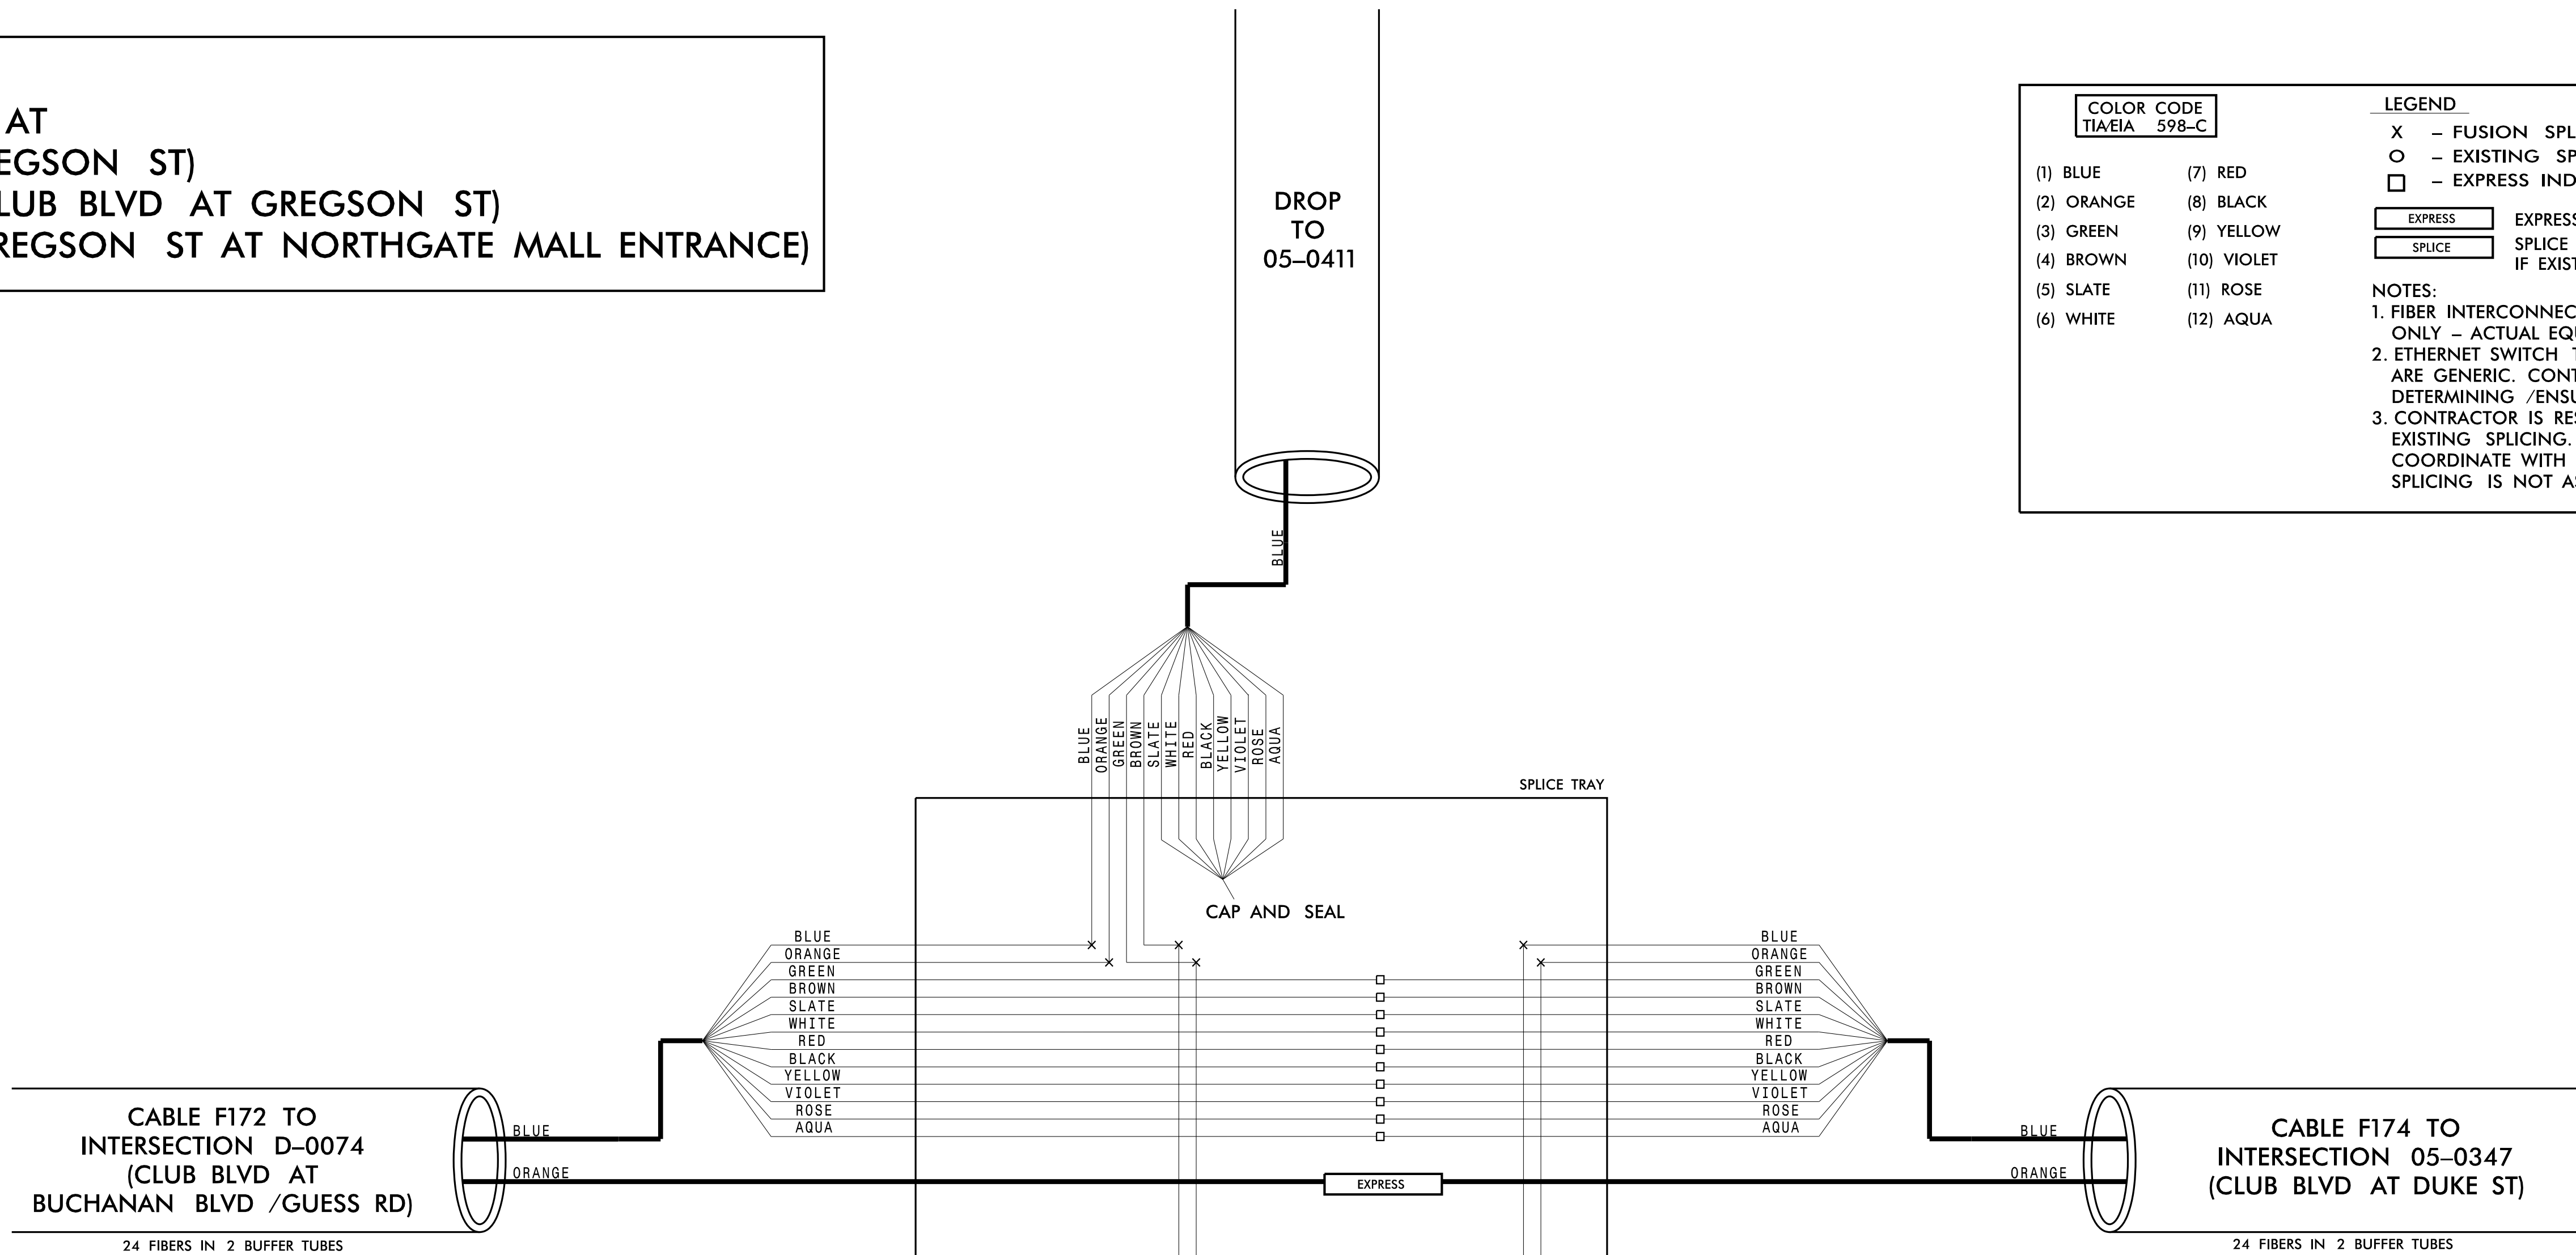 AT
EGSON ST)
LUB BLVD AT GREGSON ST)
REGSON ST AT NORTHGATE MALL ENTRANCE)
DROP
TO
05–0411
BLUE
COLOR CODE
TIA/EIA 598–C
(1) BLUE
(2) ORANGE
(3) GREEN
(4) BROWN
(5) SLATE
(6) WHITE
(7) RED
(8) BLACK
(9) YELLOW
(10) VIOLET
(11) ROSE
(12) AQUA
LEGEND
X – FUSION SPL
O – EXISTING SP
□ – EXPRESS IND
EXPRESS EXPRESS
SPLICE SPLICE
IF EXIST
NOTES:
1. FIBER INTERCONNEC
ONLY – ACTUAL EQU
2. ETHERNET SWITCH T
ARE GENERIC. CONT
DETERMINING /ENSU
3. CONTRACTOR IS RES
EXISTING SPLICING.
COORDINATE WITH
SPLICING IS NOT AS
BLUE
ORANGE
GREEN
BROWN
SLATE
WHITE
RED
BLACK
YELLOW
VIOLET
ROSE
AQUA
SPLICE TRAY
CAP AND SEAL
BLUE
ORANGE
GREEN
BROWN
SLATE
WHITE
RED
BLACK
YELLOW
VIOLET
ROSE
AQUA
BLUE
ORANGE
GREEN
BROWN
SLATE
WHITE
RED
BLACK
YELLOW
VIOLET
ROSE
AQUA
CABLE F172 TO
INTERSECTION D–0074
(CLUB BLVD AT
BUCHANAN BLVD /GUESS RD)
24 FIBERS IN 2 BUFFER TUBES
BLUE
ORANGE
EXPRESS
BLUE
ORANGE
CABLE F174 TO
INTERSECTION 05–0347
(CLUB BLVD AT DUKE ST)
24 FIBERS IN 2 BUFFER TUBES